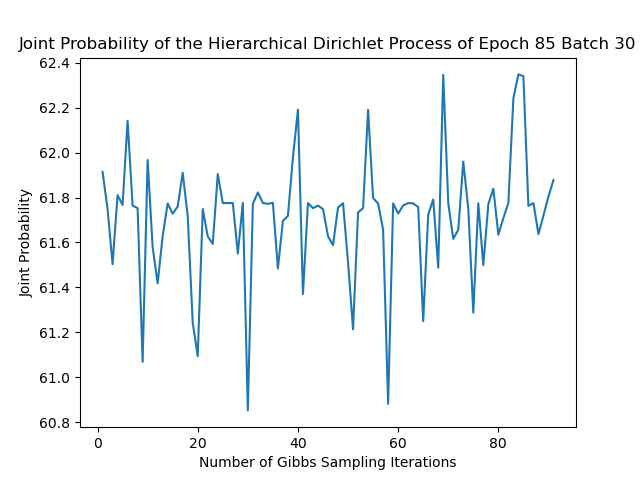 Joint Probability of the Hierarchical Dirichlet Process of Epoch 85 Batch 30
62.4
62.2
62.0
61.8
61.6
61.4
61.2
61.0
60.8
Joint Probability
0 20 40 60 80
Number of Gibbs Sampling Iterations